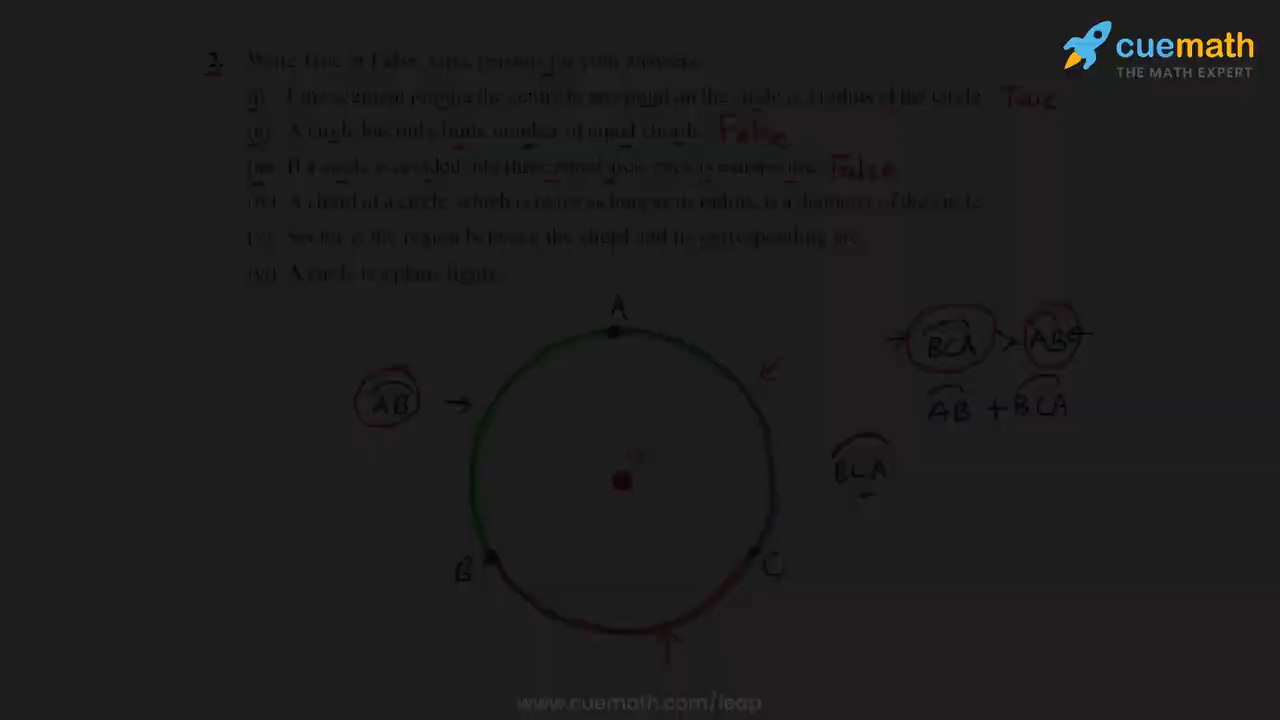 cuemath
THE MATH EXPERT
2. Write True or False: Give reasons for your answers.
(i) Line segment joining the centre to any point on the circle is a radius of the circle. True
(ii) A circle has only finite number of equal chords. False
(iii) If a circle is divided into three equal arcs, each is a major arc. False
(iv) A chord of a circle, which is twice as long as its radius, is a diameter of the circle.
(v) Sector is the region between the chord and its corresponding arc.
(vi) A circle is a plane figure.
A
BCA > AB
AB →
AB + BCA
BCA
B
C
www.cuemath.com/leap